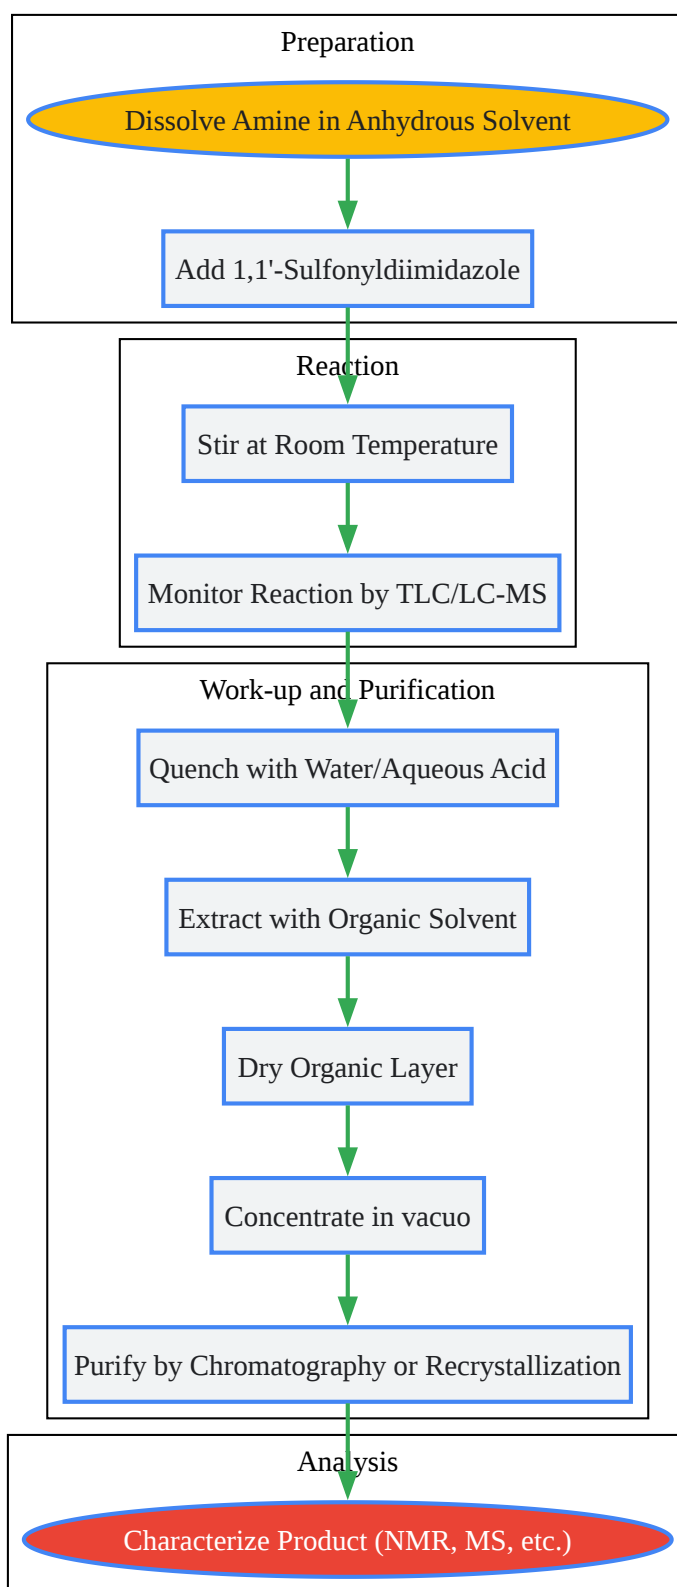 Preparation
Dissolve Amine in Anhydrous Solvent
Add 1,1'-Sulfonyldiimidazole
Reaction
Stir at Room Temperature
Monitor Reaction by TLC/LC-MS
Work-up and Purification
Quench with Water/Aqueous Acid
Extract with Organic Solvent
Dry Organic Layer
Concentrate in vacuo
Purify by Chromatography or Recrystallization
Analysis
Characterize Product (NMR, MS, etc.)